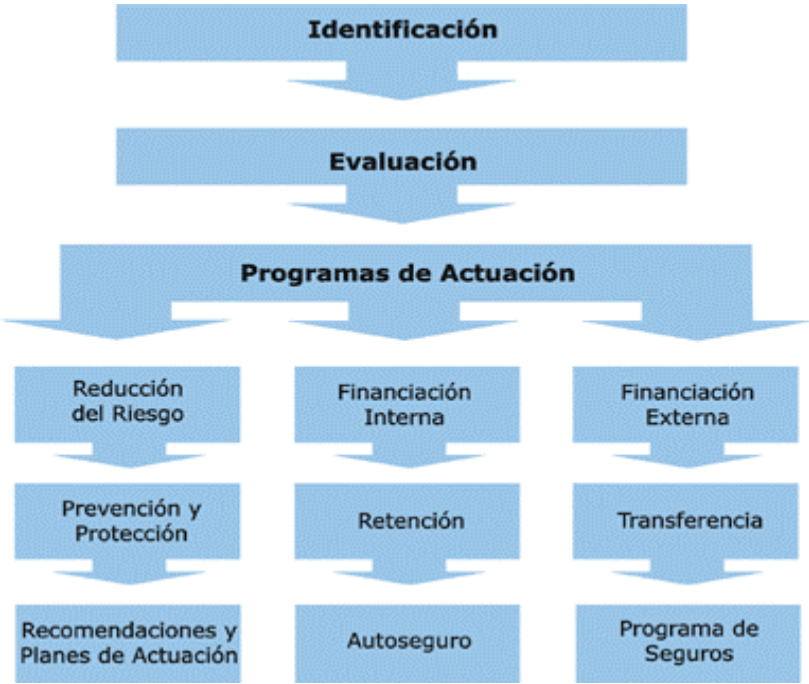 Identificación
Evaluación
Programas de Actuación
Reducción
del Riesgo
Financiación
Interna
Financiación
Externa
Prevención y
Protección
Retención
Transferencia
Recomendaciones y
Planes de Actuación
Autoseguro
Programa de
Seguros